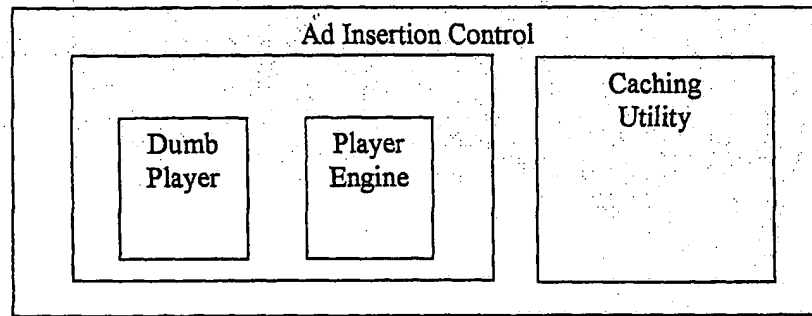 Ad Insertion Control
Caching
Utility
Dumb
Player
Player
Engine